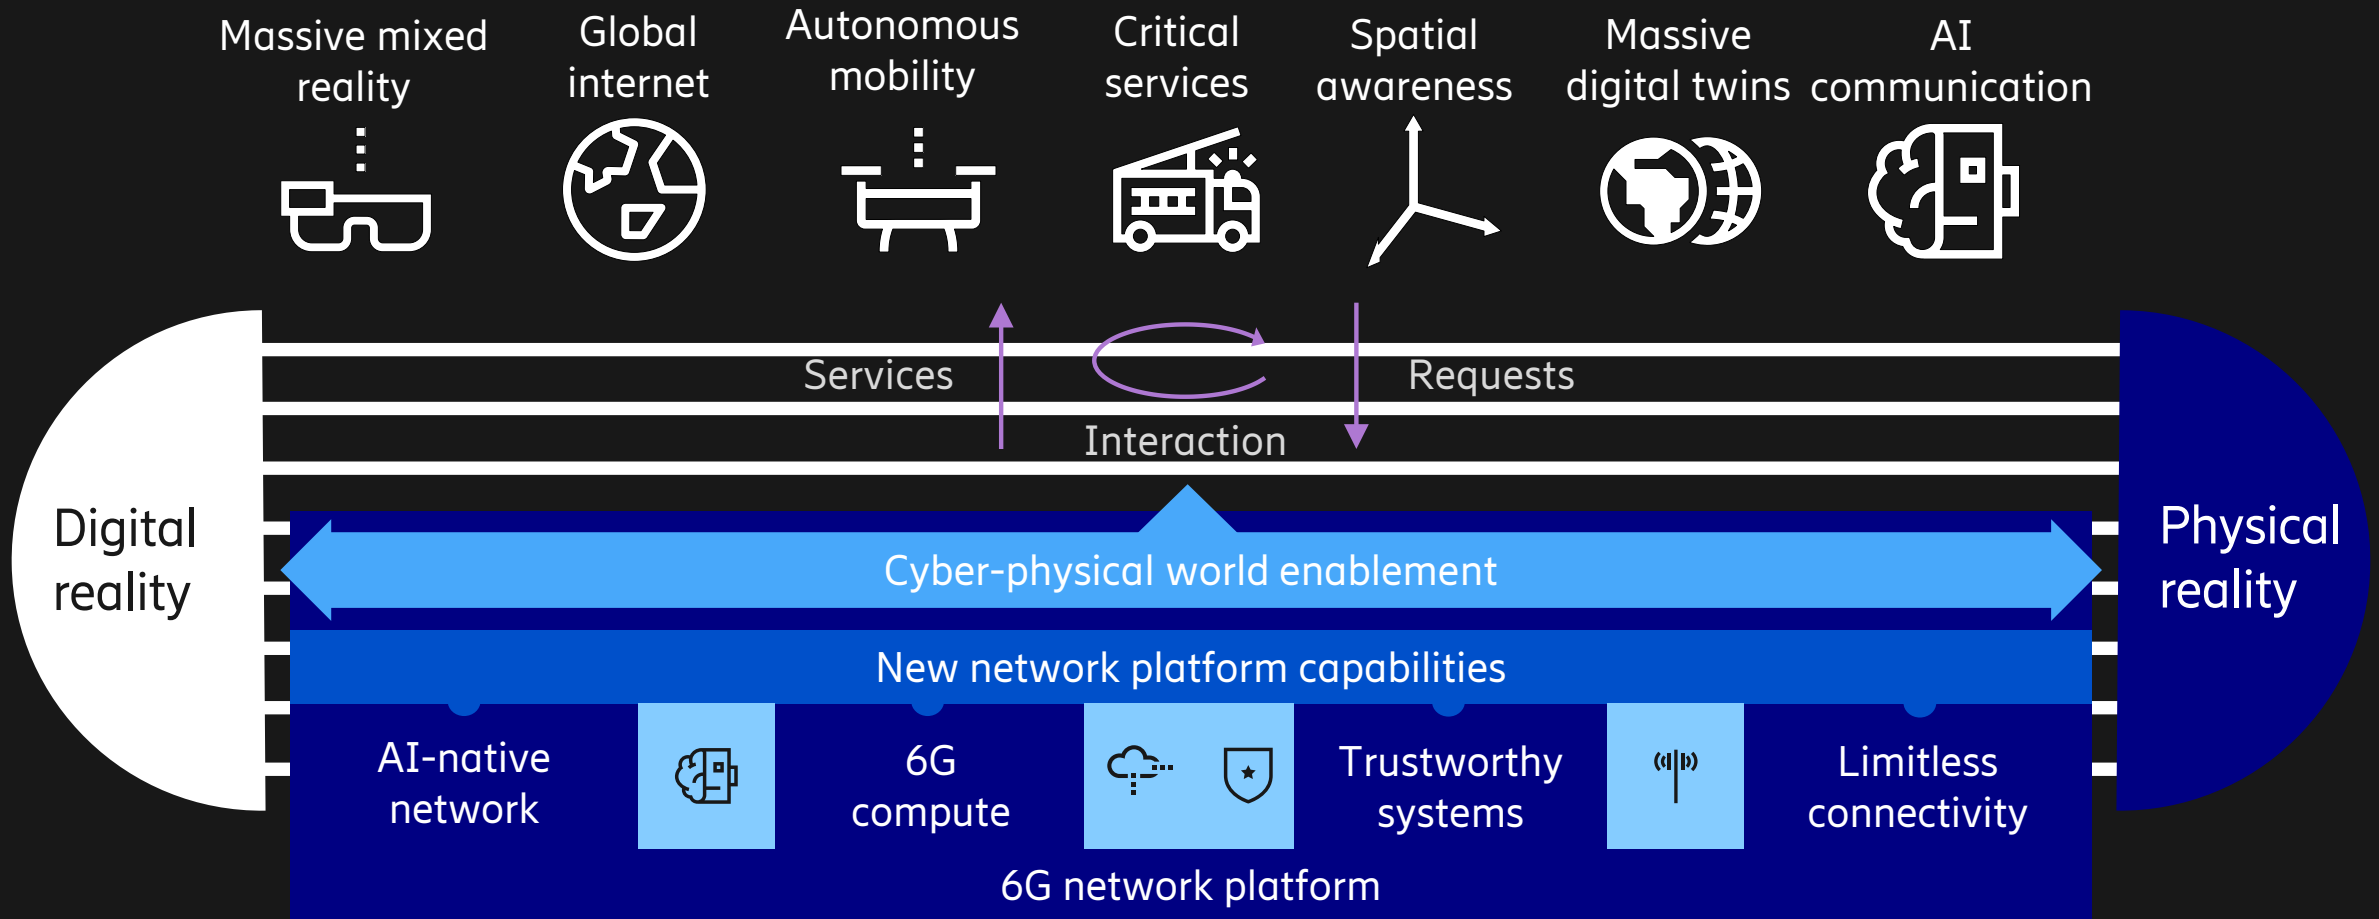 Massive mixed
reality
Global
internet
Autonomous
mobility
Critical
services
Spatial
awareness
Massive
digital twins
AI
communication
Services
Requests
Interaction
Digital
reality
Physical
reality
Cyber-physical world enablement
New network platform capabilities
AI-native
network
6G
compute
Trustworthy
systems
Limitless
connectivity
6G network platform